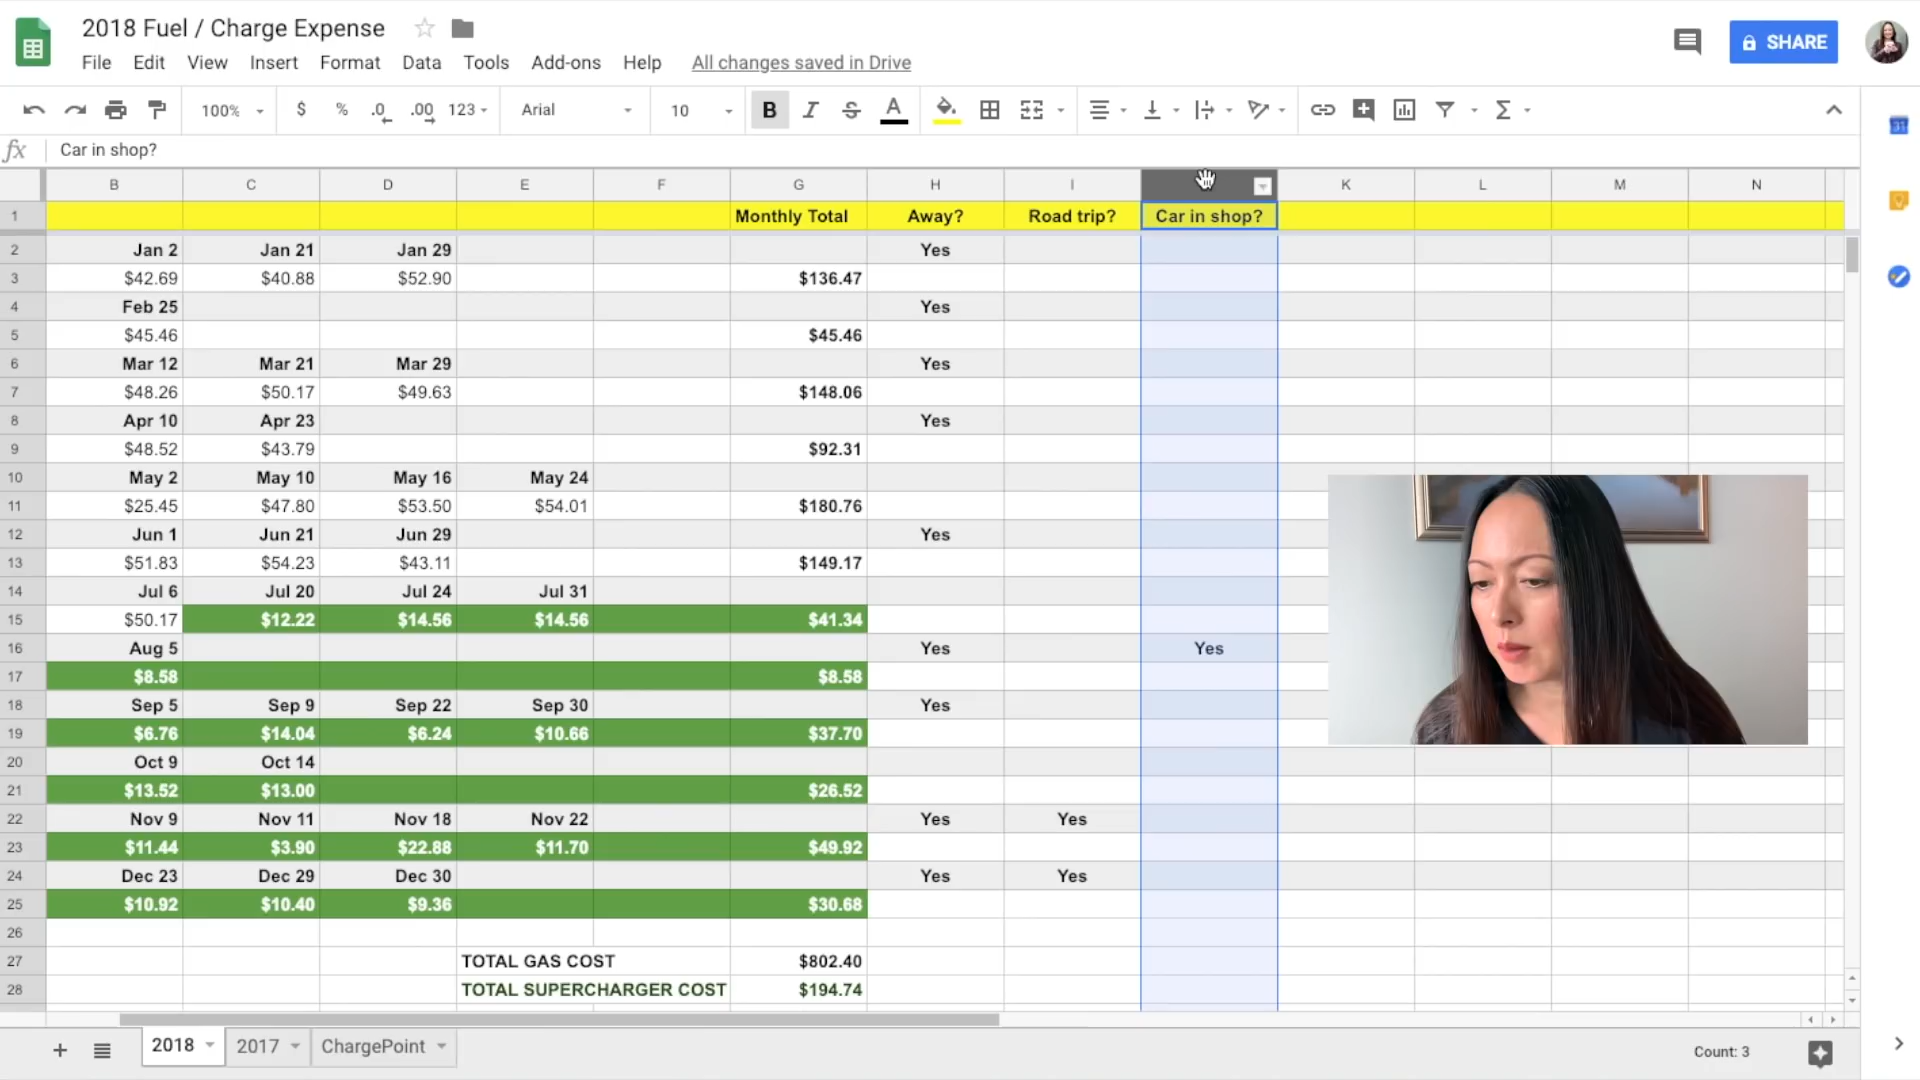 2018 Fuel / Charge Expense
File Edit View Insert Format Data Tools Add-ons Help All changes saved in Drive
SHARE
100% $ % .0 .00 123 Arial 10 B I S A Σ
fx Car in shop?
31
B C D E F G H I K L M N
1 Monthly Total Away? Road trip? Car in shop?
2 Jan 2 Jan 21 Jan 29 Yes
3 $42.69 $40.88 $52.90 $136.47
4 Feb 25 Yes
5 $45.46 $45.46
6 Mar 12 Mar 21 Mar 29 Yes
7 $48.26 $50.17 $49.63 $148.06
8 Apr 10 Apr 23 Yes
9 $48.52 $43.79 $92.31
10 May 2 May 10 May 16 May 24
11 $25.45 $47.80 $53.50 $54.01 $180.76
12 Jun 1 Jun 21 Jun 29 Yes
13 $51.83 $54.23 $43.11 $149.17
14 Jul 6 Jul 20 Jul 24 Jul 31
15 $50.17 $12.22 $14.56 $14.56 $41.34
16 Aug 5 Yes Yes
17 $8.58 $8.58
18 Sep 5 Sep 9 Sep 22 Sep 30 Yes
19 $6.76 $14.04 $6.24 $10.66 $37.70
20 Oct 9 Oct 14
21 $13.52 $13.00 $26.52
22 Nov 9 Nov 11 Nov 18 Nov 22 Yes Yes
23 $11.44 $3.90 $22.88 $11.70 $49.92
24 Dec 23 Dec 29 Dec 30 Yes Yes
25 $10.92 $10.40 $9.36 $30.68
26
27 TOTAL GAS COST $802.40
28 TOTAL SUPERCHARGER COST $194.74
2018 2017 ChargePoint Count: 3